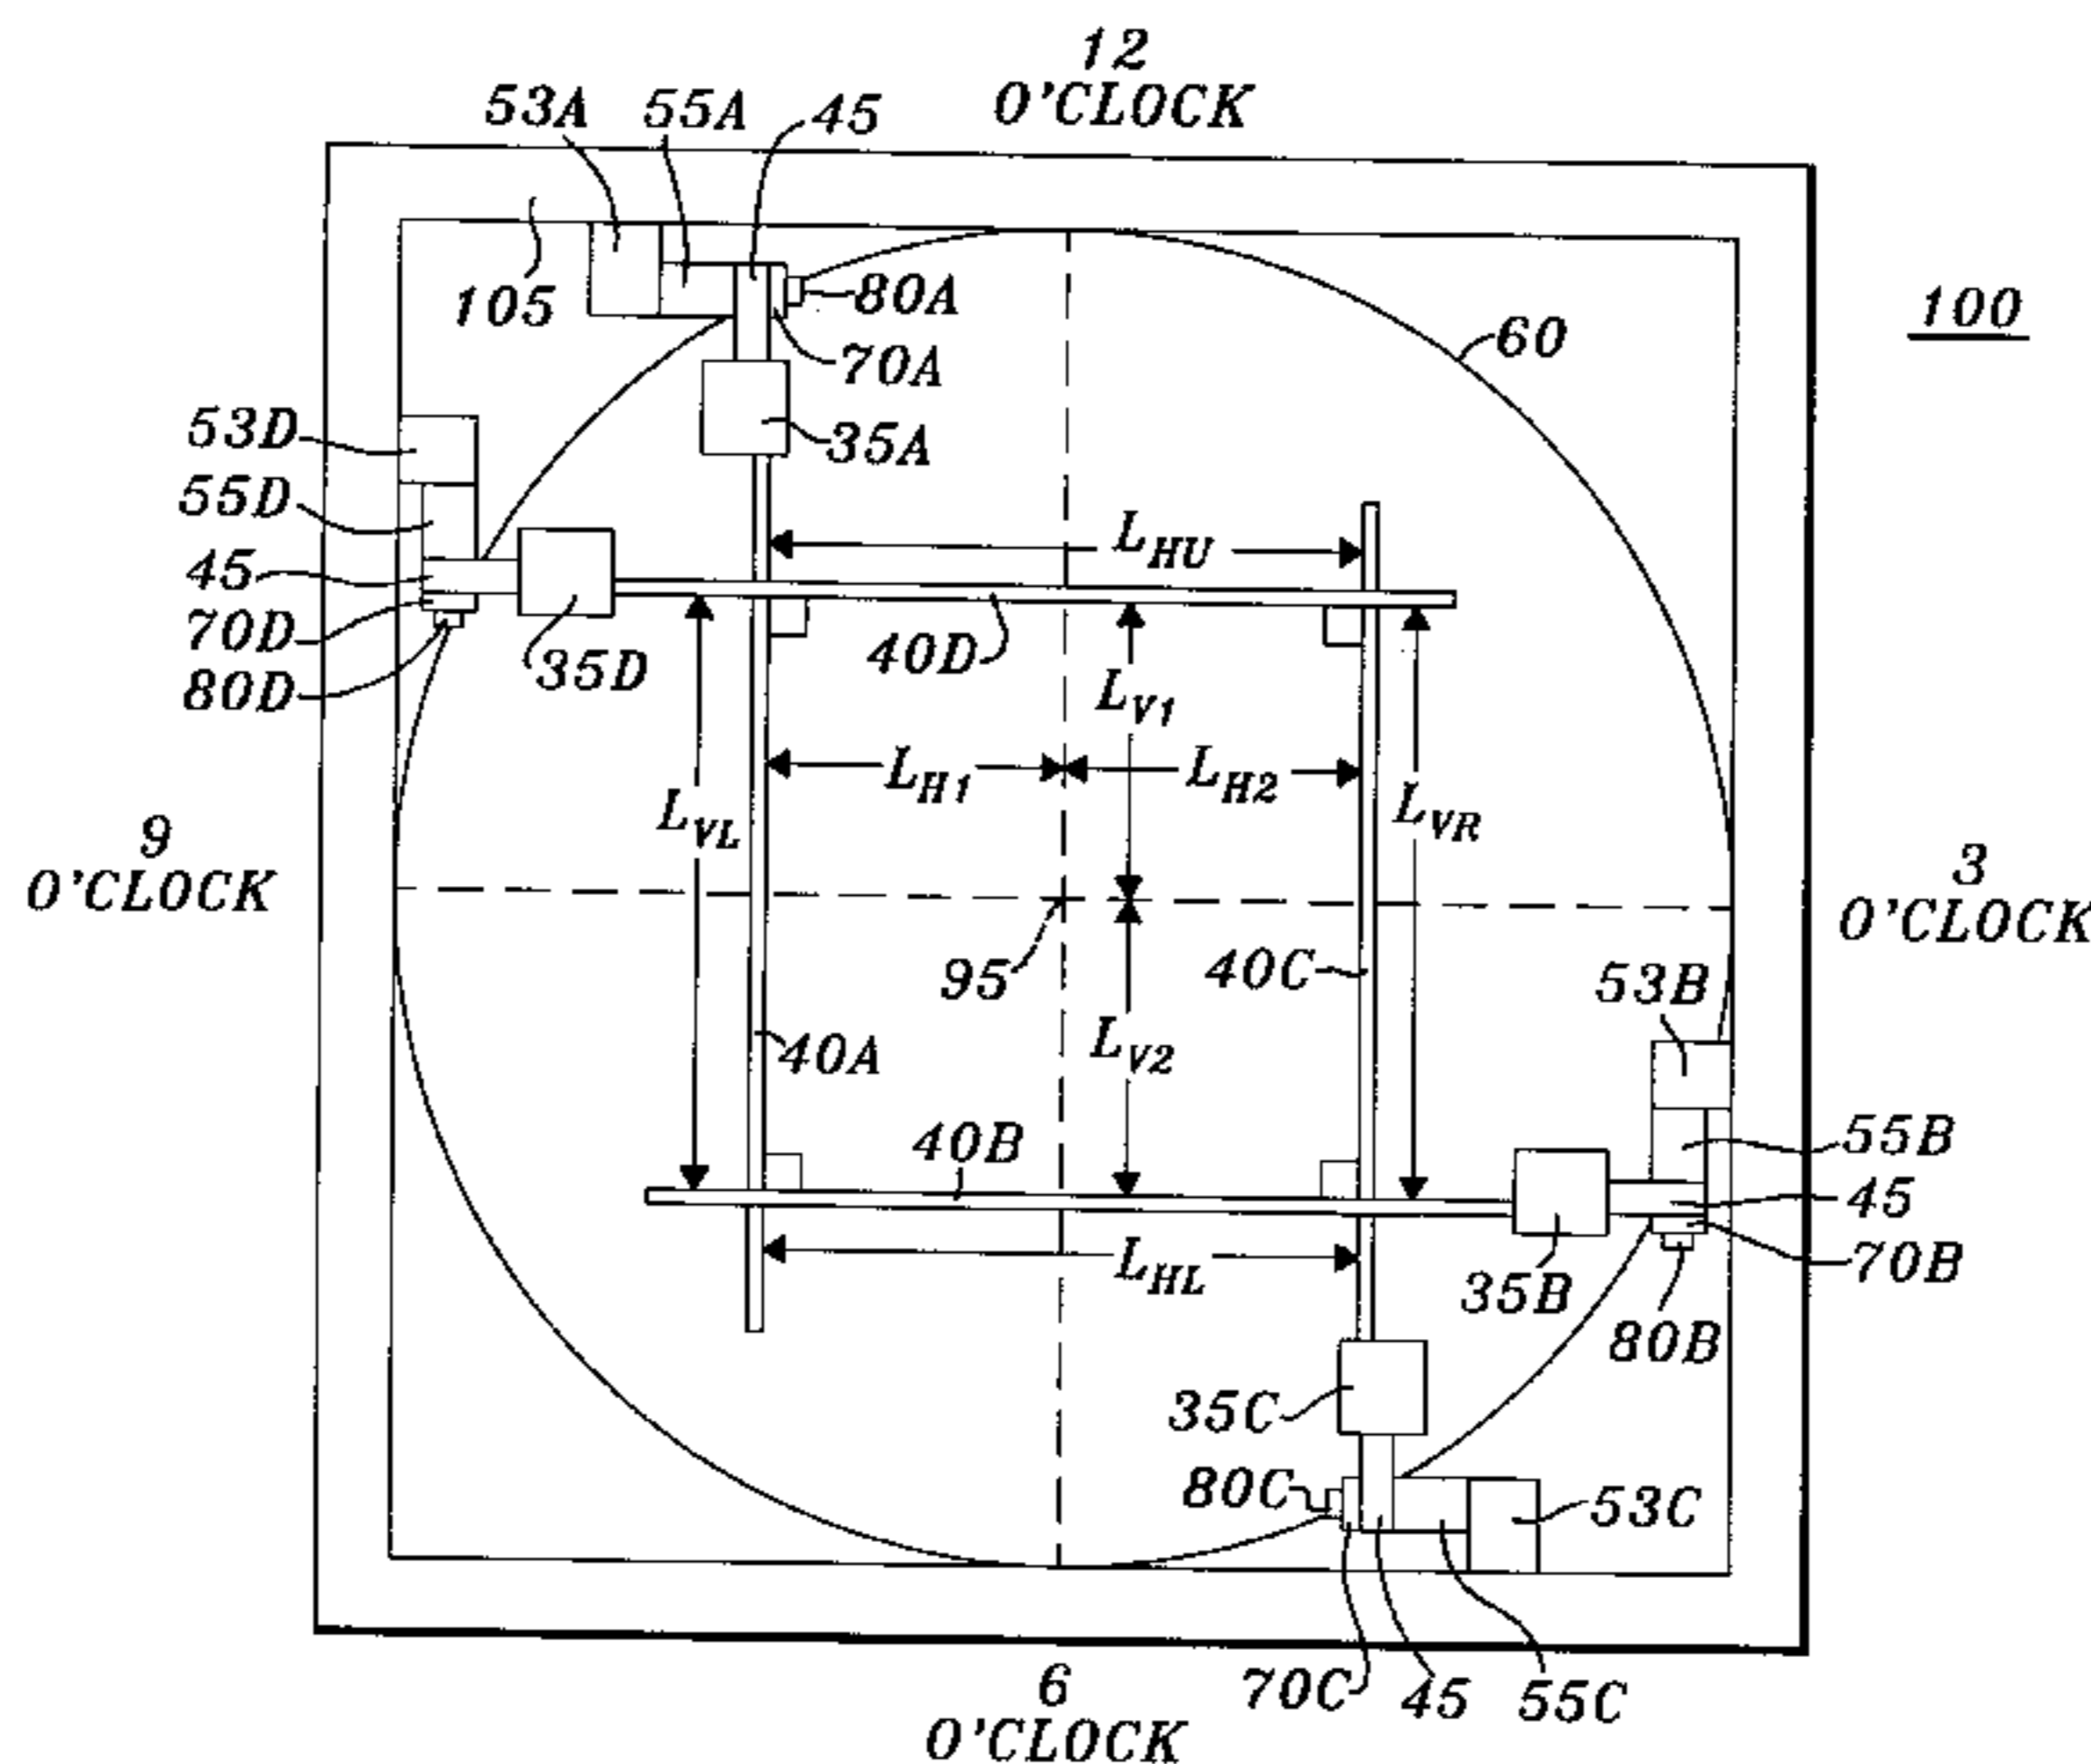 12
O'CLOCK
53A
55A
45
105
80A
100
60
70A
53D
35A
55D
L_HU
45
70D
35D
40D
80D
L_V1
L_H1
L_H2
L_VL
L_VR
9
O'CLOCK
3
O'CLOCK
95
40C
53B
40A
L_V2
40B
55B
45
L_HL
35B
70B
80B
35C
80C
53C
70C
45
55C
6
O'CLOCK